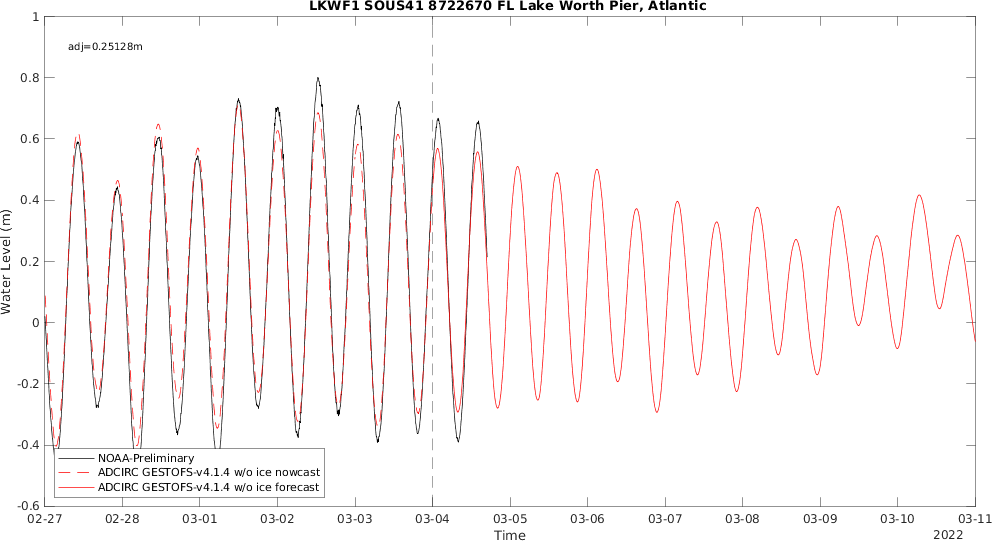 LKWF1 SOUS41 8722670 FL Lake Worth Pier, Atlantic
adj=0.25128m
1
0.8
0.6
0.4
0.2
0
-0.2
-0.4
-0.6
Water Level (m)
NOAA-Preliminary
ADCIRC GESTOFS-v4.1.4 w/o ice nowcast
ADCIRC GESTOFS-v4.1.4 w/o ice forecast
02-27 02-28 03-01 03-02 03-03 03-04 03-05 03-06 03-07 03-08 03-09 03-10 03-11
Time
2022